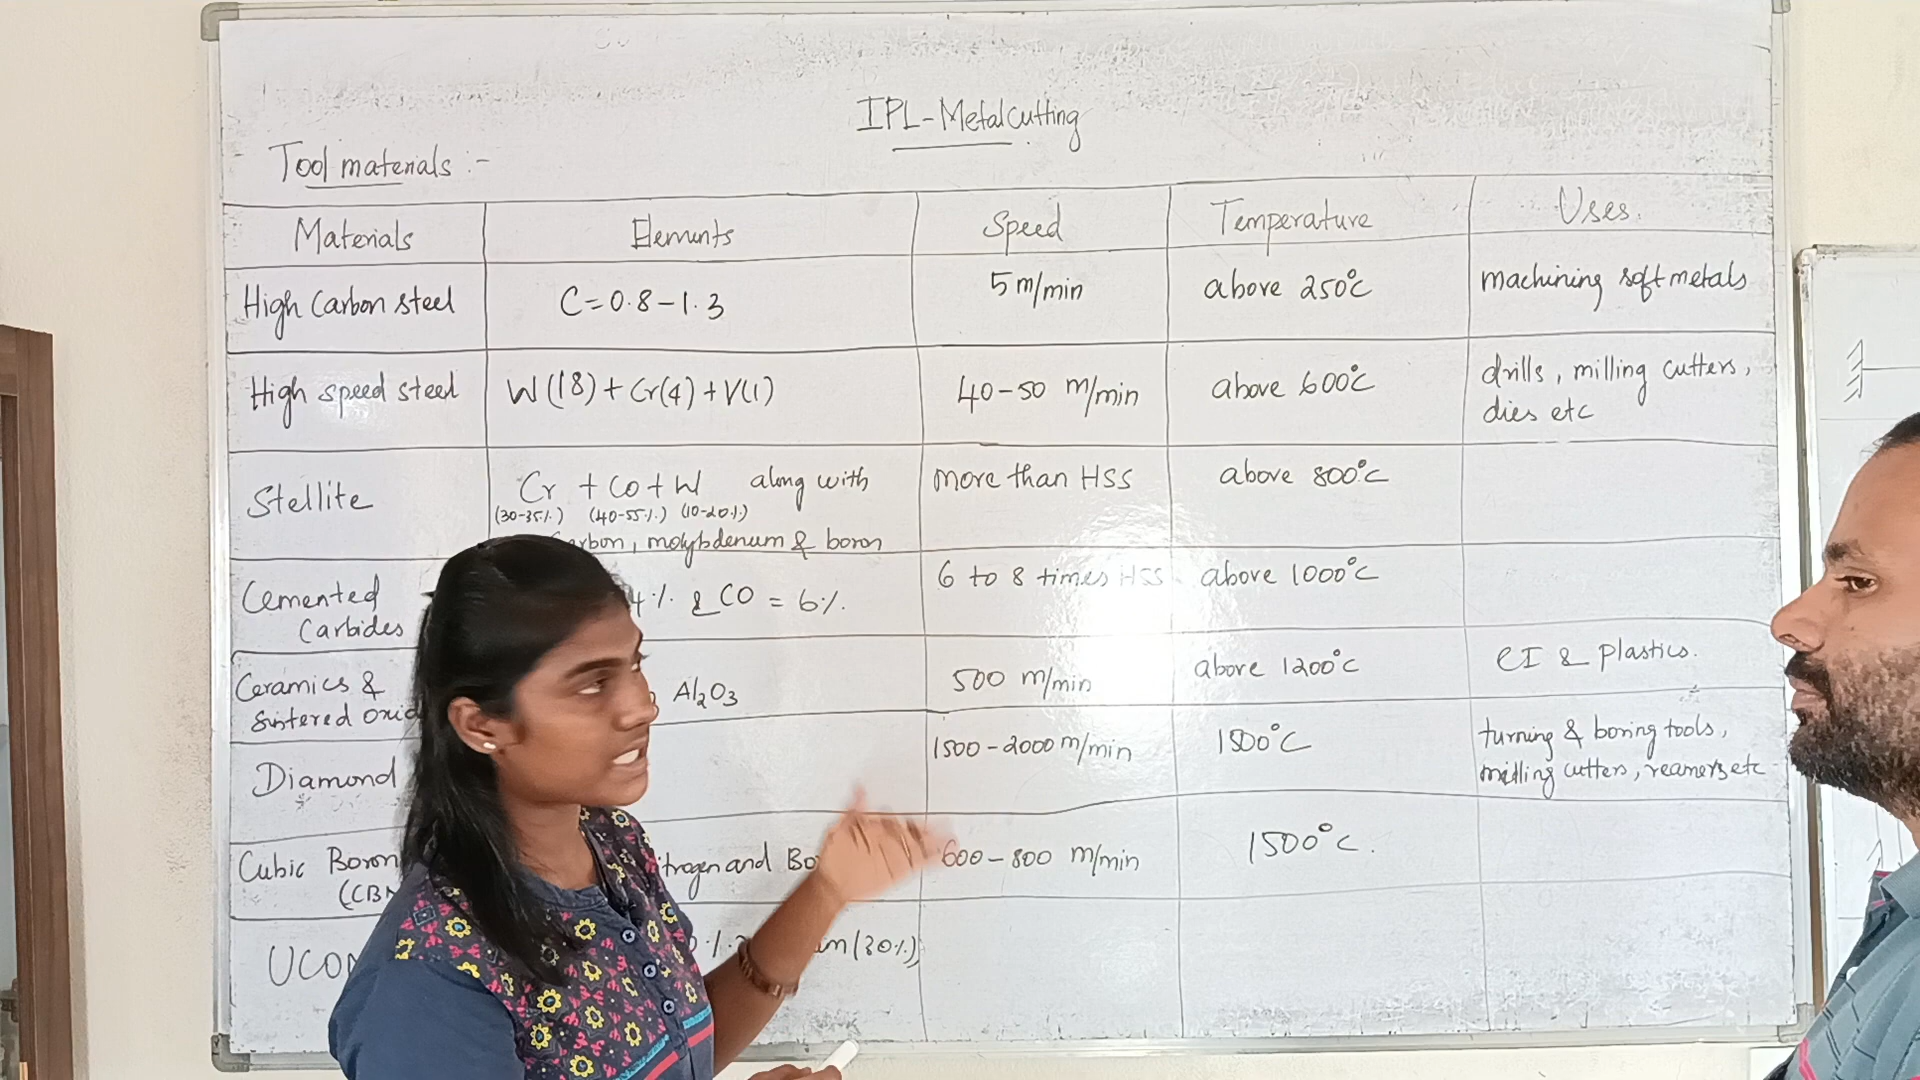 IPL-Metalcutting
Tool materials :-
Materials Elements Speed Temperature Uses.
High Carbon steel C=0.8-1.3 5 m/min above 250°C machining soft metals
High speed steel W(18)+Cr(4)+V(1) 40-50 m/min above 600°C drills, milling cutters,
dies etc
Stellite Cr + Co + W along with more than HSS above 800°C
(30-35%) (40-55%) (10-20%)
molybdenum & boron
Cemented & CO = 6% 6 to 8 times HSS above 1000°C
Carbides
Ceramics & Al2O3 500 m/min above 1200°C CI & plastics.
sintered
Diamond 1500-2000 m/min 1500°C turning & boring tools,
milling cutters, reamers etc
Cubic Boron and 600-800 m/min 1500°C.
(30%)